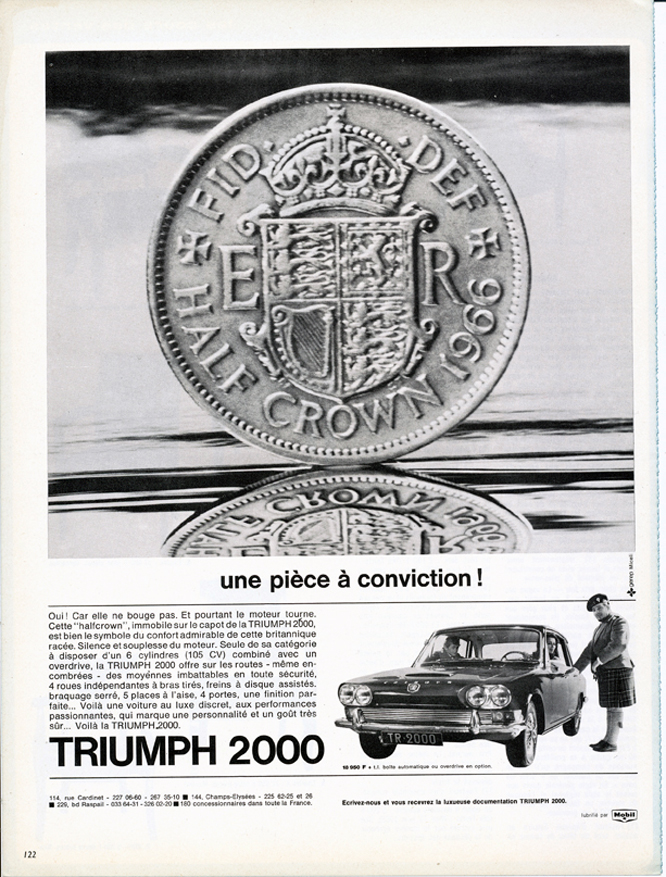 FID · DEF
E R
HALF CROWN 1966
HALF CROWN 1966
une pièce à conviction !
gérep Miceli
Oui ! Car elle ne bouge pas. Et pourtant le moteur tourne.
Cette "halfcrown", immobile sur le capot de la TRIUMPH 2000,
est bien le symbole du confort admirable de cette britannique
racée. Silence et souplesse du moteur. Seule de sa catégorie
à disposer d'un 6 cylindres (105 CV) combiné avec un
overdrive, la TRIUMPH 2000 offre sur les routes - même en-
combrées - des moyennes imbattables en toute sécurité,
4 roues indépendantes à bras tirés, freins à disque assistés.
braquage serré, 5 places à l'aise, 4 portes, une finition par-
faite... Voilà une voiture au luxe discret, aux performances
passionnantes, qui marque une personnalité et un goût très
sûr... Voilà la TRIUMPH 2000.
TRIUMPH 2000
TRIUMPH
TR-2000
10 980 F + t.l. boîte automatique ou overdrive en option.
114, rue Cardinet - 227 06-60 - 267 35-10 ■ 144, Champs-Elysées - 225 62-25 et 26
■ 229, bd Raspail - 033 64-31 - 326 02-20 ■ 180 concessionnaires dans toute la France.
Ecrivez-nous et vous recevrez la luxueuse documentation TRIUMPH 2000.
lubrifié par Mobil
122